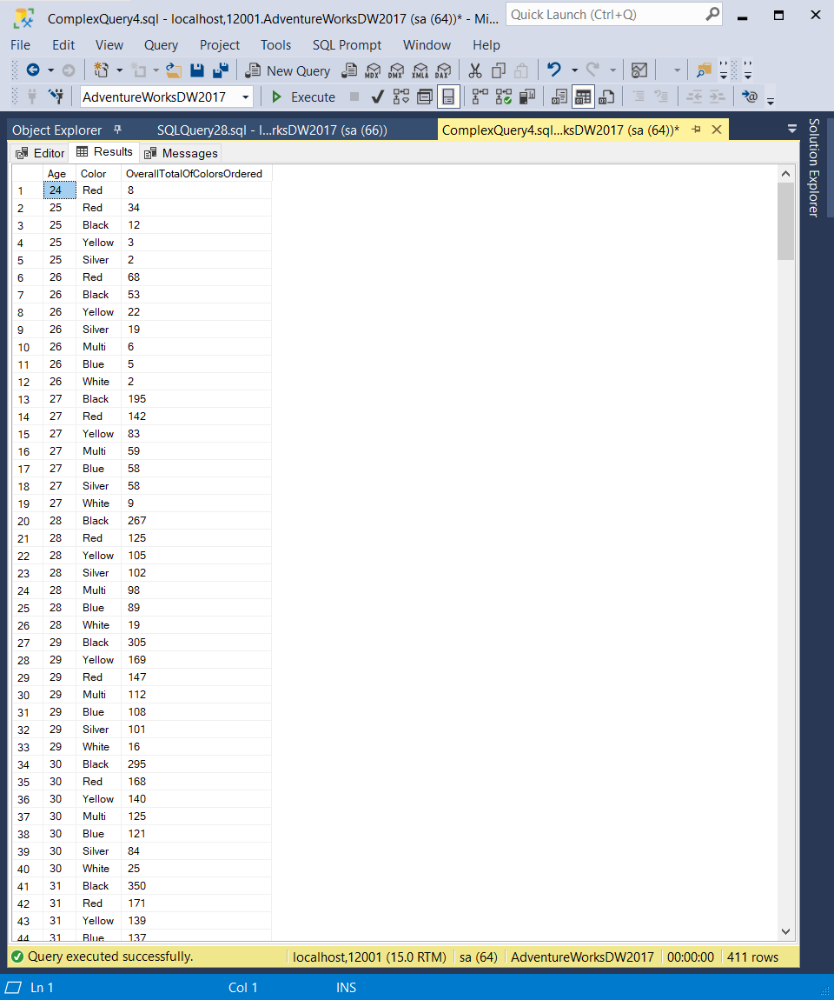 ComplexQuery4.sql - localhost,12001.AdventureWorksDW2017 (sa (64))* - Mi...
Quick Launch (Ctrl+Q)
File Edit View Query Project Tools SQL Prompt Window Help
New Query MDX DMX XMLA DAX
AdventureWorksDW2017 Execute
Object Explorer SQLQuery28.sql - l...rksDW2017 (sa (66)) ComplexQuery4.sql...ksDW2017 (sa (64))*
Solution Explorer
Editor Results Messages
Age Color OverallTotalOfColorsOrdered
1 24 Red 8
2 25 Red 34
3 25 Black 12
4 25 Yellow 3
5 25 Silver 2
6 26 Red 68
7 26 Black 53
8 26 Yellow 22
9 26 Silver 19
10 26 Multi 6
11 26 Blue 5
12 26 White 2
13 27 Black 195
14 27 Red 142
15 27 Yellow 83
16 27 Multi 59
17 27 Blue 58
18 27 Silver 58
19 27 White 9
20 28 Black 267
21 28 Red 125
22 28 Yellow 105
23 28 Silver 102
24 28 Multi 98
25 28 Blue 89
26 28 White 19
27 29 Black 305
28 29 Yellow 169
29 29 Red 147
30 29 Multi 112
31 29 Blue 108
32 29 Silver 101
33 29 White 16
34 30 Black 295
35 30 Red 168
36 30 Yellow 140
37 30 Multi 125
38 30 Blue 121
39 30 Silver 84
40 30 White 25
41 31 Black 350
42 31 Red 171
43 31 Yellow 139
44 31 Blue 137
Query executed successfully. localhost,12001 (15.0 RTM) sa (64) AdventureWorksDW2017 00:00:00 411 rows
Ln 1 Col 1 INS